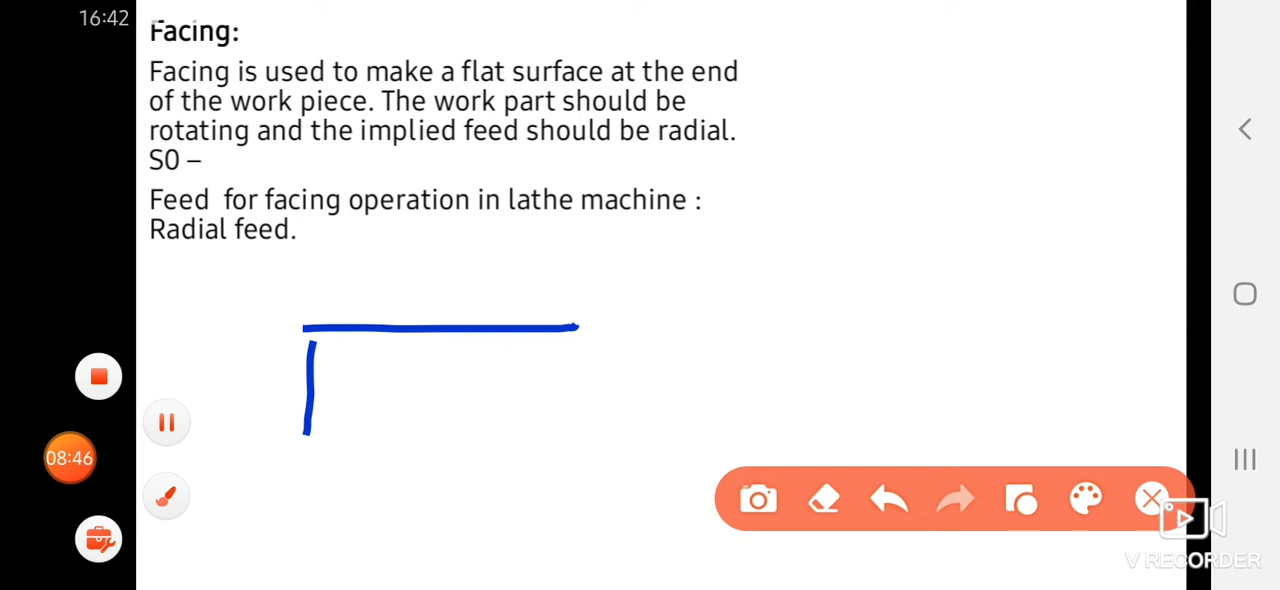 16:42
Facing:
Facing is used to make a flat surface at the end
of the work piece. The work part should be
rotating and the implied feed should be radial.
SO –
Feed  for facing operation in lathe machine :
Radial feed.
08:46
V RECORDER